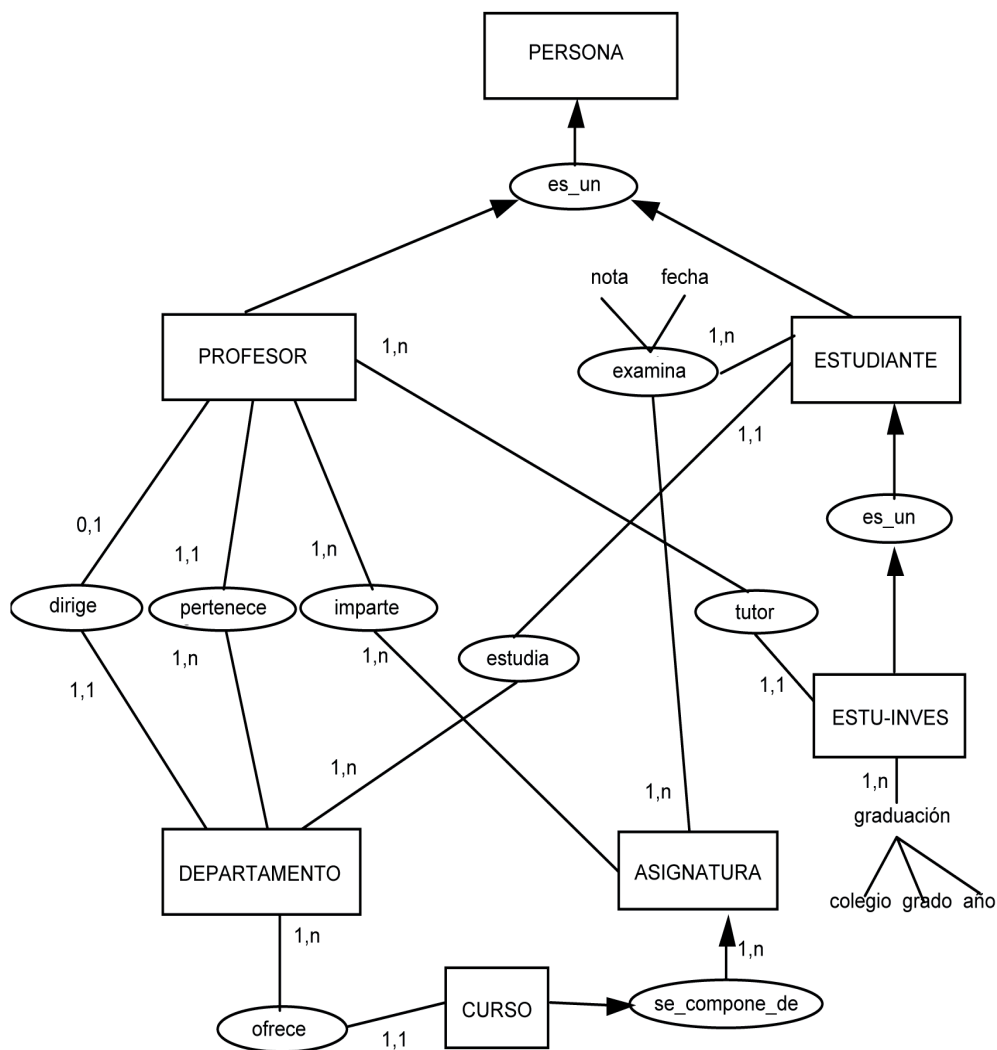 PERSONA
es_un
nota
fecha
PROFESOR
1,n
examina
1,n
ESTUDIANTE
1,1
es_un
0,1
1,1
1,n
dirige
pertenece
imparte
tutor
1,1
1,n
1,n
estudia
1,1
ESTU-INVES
1,n
1,n
1,n
graduación
DEPARTAMENTO
ASIGNATURA
colegio grado año
1,n
1,n
CURSO
se_compone_de
ofrece
1,1